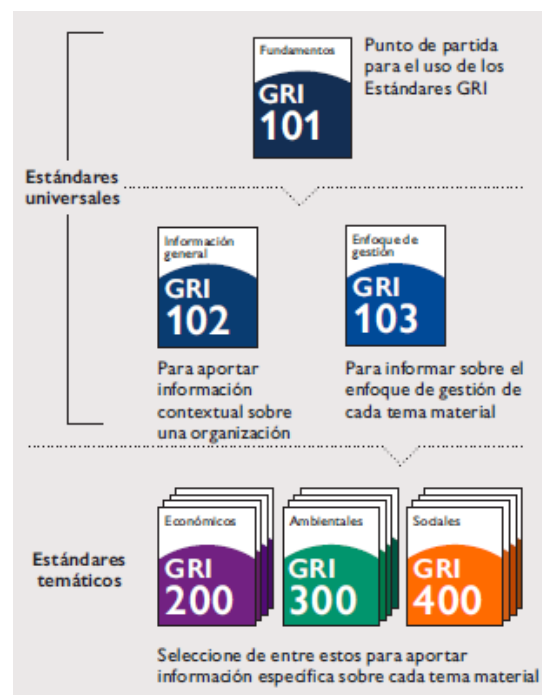 Fundamentos
GRI
101
Punto de partida
para el uso de los
Estándares GRI
Estándares
universales
Información
general
GRI
102
Enfoque de
gestión
GRI
103
Para aportar
información
contextual sobre
una organización
Para informar sobre el
enfoque de gestión de
cada tema material
Estándares
temáticos
Económicos
GRI
200
Ambientales
GRI
300
Sociales
GRI
400
Seleccione de entre estos para aportar
información específica sobre cada tema material